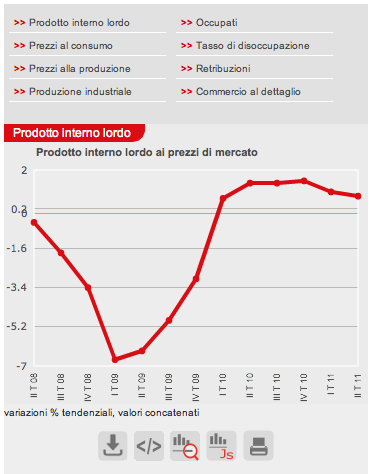 >> Prodotto interno lordo
>> Occupati
>> Prezzi al consumo
>> Tasso di disoccupazione
>> Prezzi alla produzione
>> Retribuzioni
>> Produzione industriale
>> Commercio al dettaglio
Prodotto interno lordo
Prodotto interno lordo ai prezzi di mercato
2
0.2
0
-1.6
-3.4
-5.2
-7
II T 08
III T 08
IV T 08
I T 09
II T 09
III T 09
IV T 09
I T 10
II T 10
III T 10
IV T 10
I T 11
II T 11
variazioni % tendenziali, valori concatenati
</>
Js